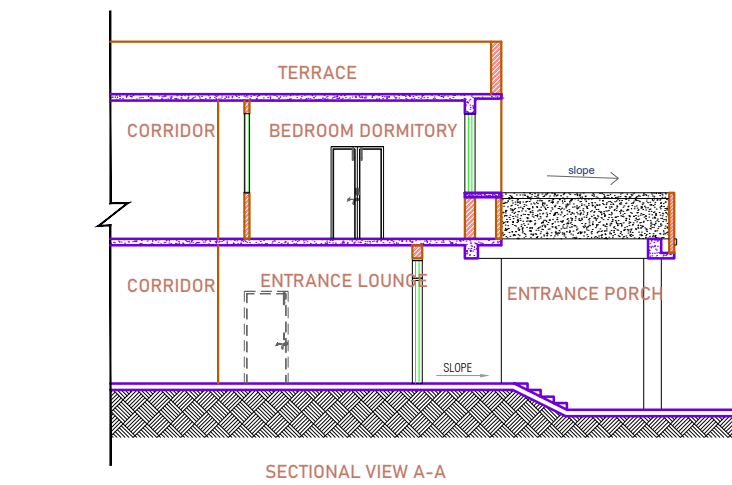 TERRACE
CORRIDOR
BEDROOM DORMITORY
slope
CORRIDOR
ENTRANCE LOUNGE
ENTRANCE PORCH
SLOPE
SECTIONAL VIEW A-A